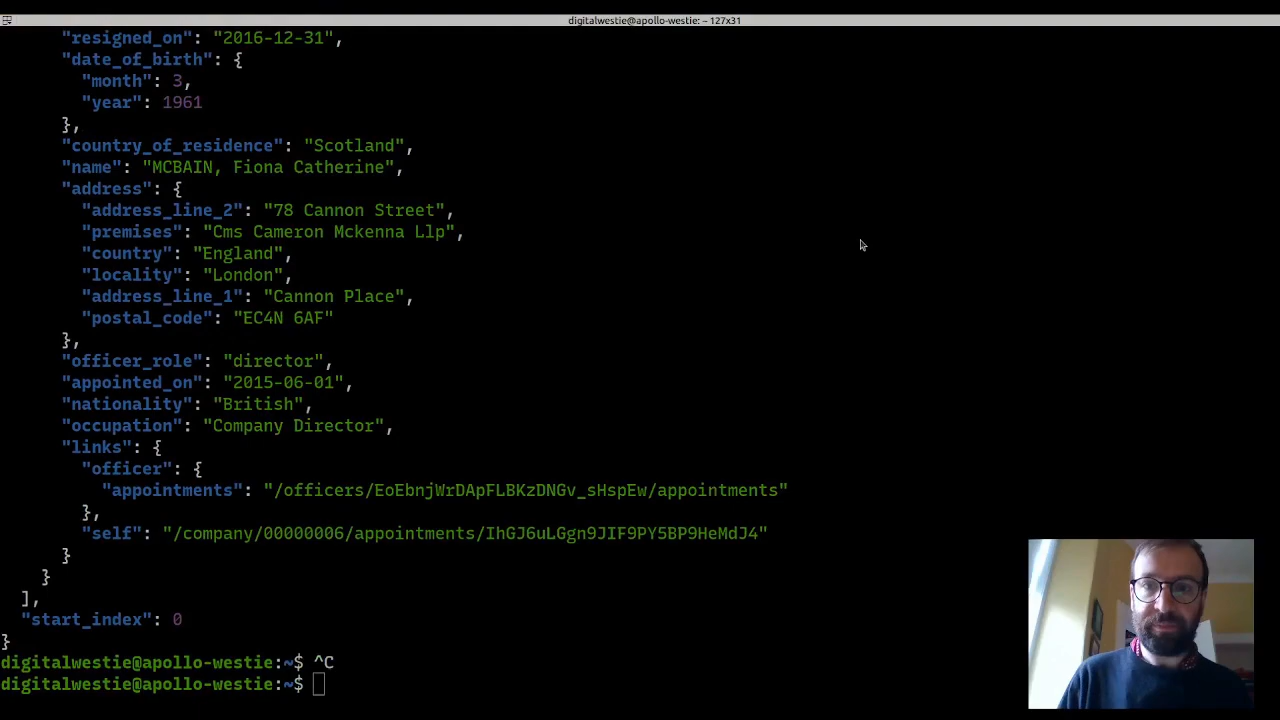 digitalwestie@apollo-westie: ~ 127x31
"resigned_on": "2016-12-31",
"date_of_birth": {
"month": 3,
"year": 1961
},
"country_of_residence": "Scotland",
"name": "MCBAIN, Fiona Catherine",
"address": {
"address_line_2": "78 Cannon Street",
"premises": "Cms Cameron Mckenna Llp",
"country": "England",
"locality": "London",
"address_line_1": "Cannon Place",
"postal_code": "EC4N 6AF"
},
"officer_role": "director",
"appointed_on": "2015-06-01",
"nationality": "British",
"occupation": "Company Director",
"links": {
"officer": {
"appointments": "/officers/EoEbnjWrDApFLBKzDNGv_sHspEw/appointments"
},
"self": "/company/00000006/appointments/IhGJ6uLGgn9JIF9PY5BP9HeMdJ4"
}
}
],
"start_index": 0
}
digitalwestie@apollo-westie:~$ ^C
digitalwestie@apollo-westie:~$